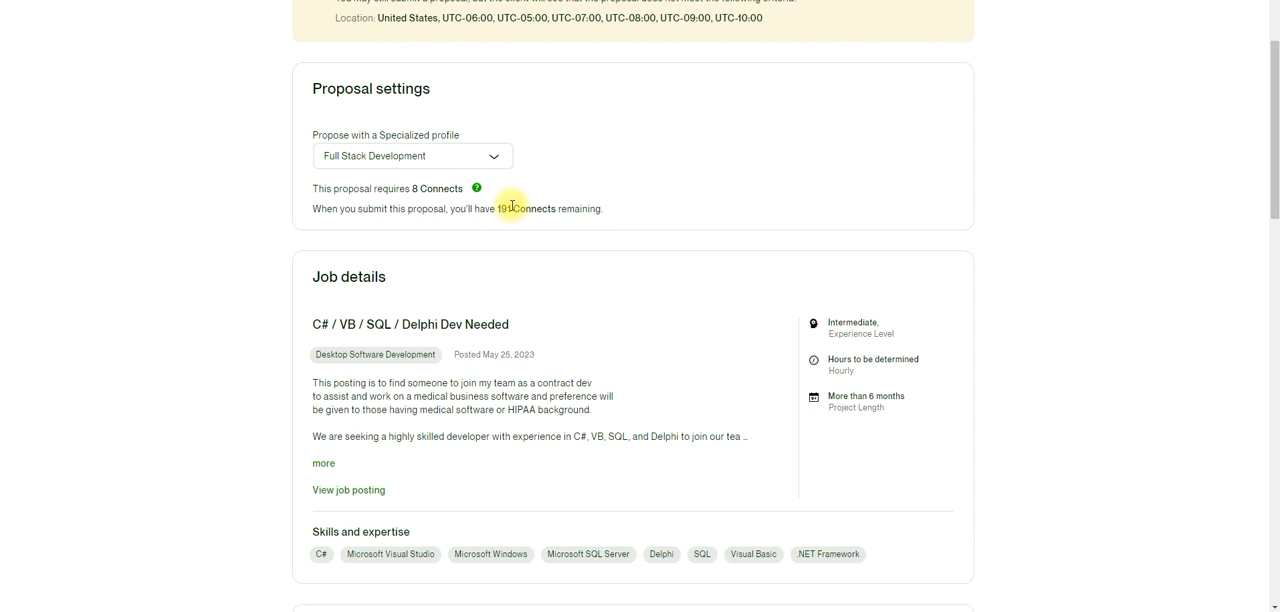 Location: United States, UTC-06:00, UTC-05:00, UTC-07:00, UTC-08:00, UTC-09:00, UTC-10:00
Proposal settings
Propose with a Specialized profile
Full Stack Development
This proposal requires 8 Connects
?
When you submit this proposal, you'll have 191 Connects remaining.
Job details
C# / VB / SQL / Delphi Dev Needed
Desktop Software Development
Posted May 25, 2023
This posting is to find someone to join my team as a contract dev
to assist and work on a medical business software and preference will
be given to those having medical software or HIPAA background.
We are seeking a highly skilled developer with experience in C#, VB, SQL, and Delphi to join our tea ...
more
View job posting
Intermediate,
Experience Level
Hours to be determined
Hourly
More than 6 months
Project Length
Skills and expertise
C#
Microsoft Visual Studio
Microsoft Windows
Microsoft SQL Server
Delphi
SQL
Visual Basic
.NET Framework